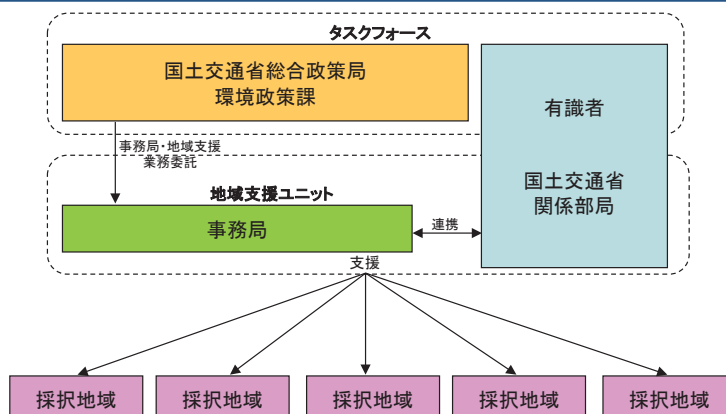 タスクフォース
国土交通省総合政策局
環境政策課
有識者
事務局・地域支援
業務委託
国土交通省
関係部局
地域支援ユニット
事務局
連携
支援
採択地域
採択地域
採択地域
採択地域
採択地域